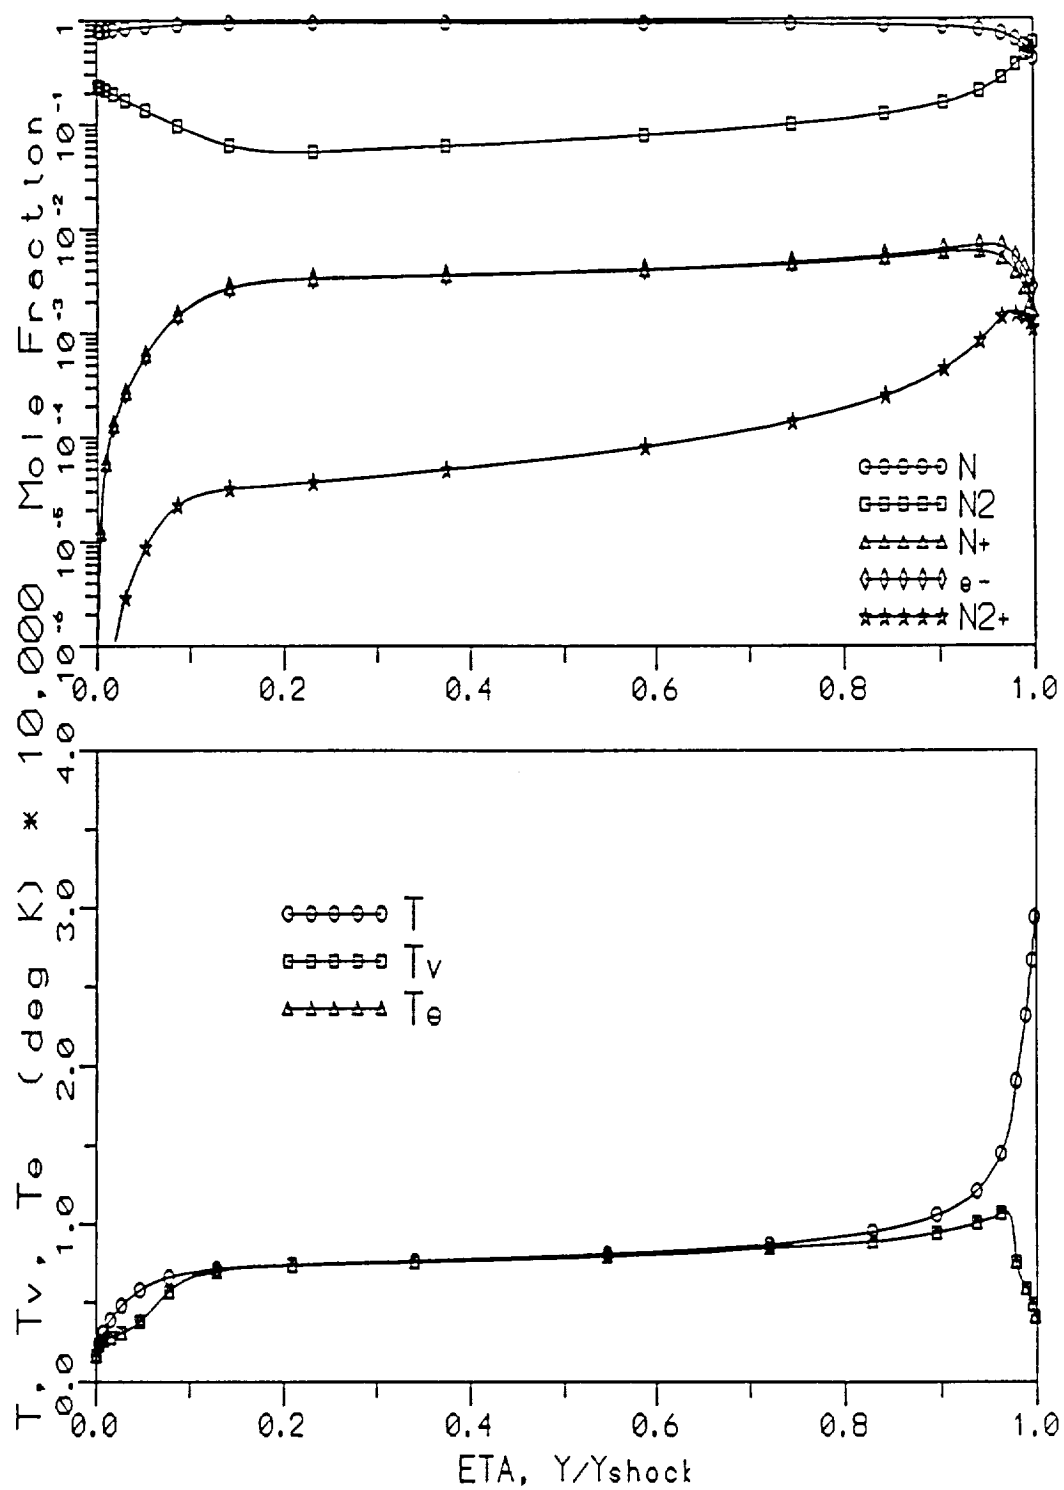 Mole Fraction
1
10-1
10-2
10-3
10-4
10-5
10-6
N
N2
N+
e-
N2+
0.0 0.2 0.4 0.6 0.8 1.0
T, Tv, Te (deg K) * 10,000
4.0
3.0
2.0
1.0
0.0
T
Tv
Te
0.0 0.2 0.4 0.6 0.8 1.0
ETA, Y/Yshock